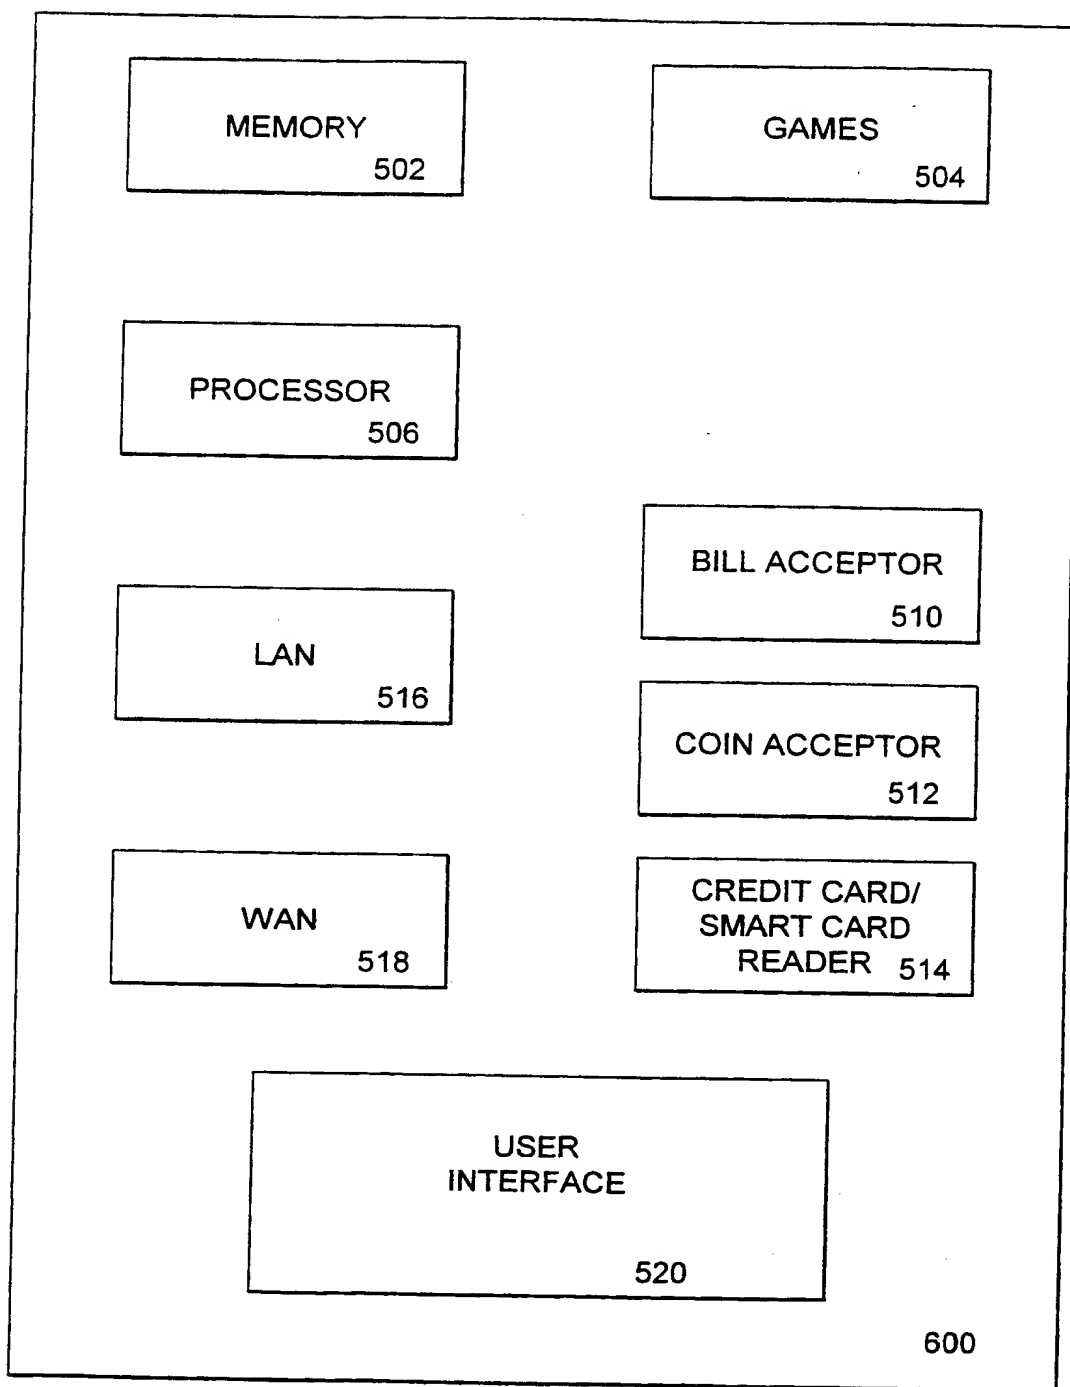 MEMORY
502
GAMES
504
PROCESSOR
506
BILL ACCEPTOR
510
LAN
516
COIN ACCEPTOR
512
WAN
518
CREDIT CARD/
SMART CARD
READER 514
USER
INTERFACE
520
600